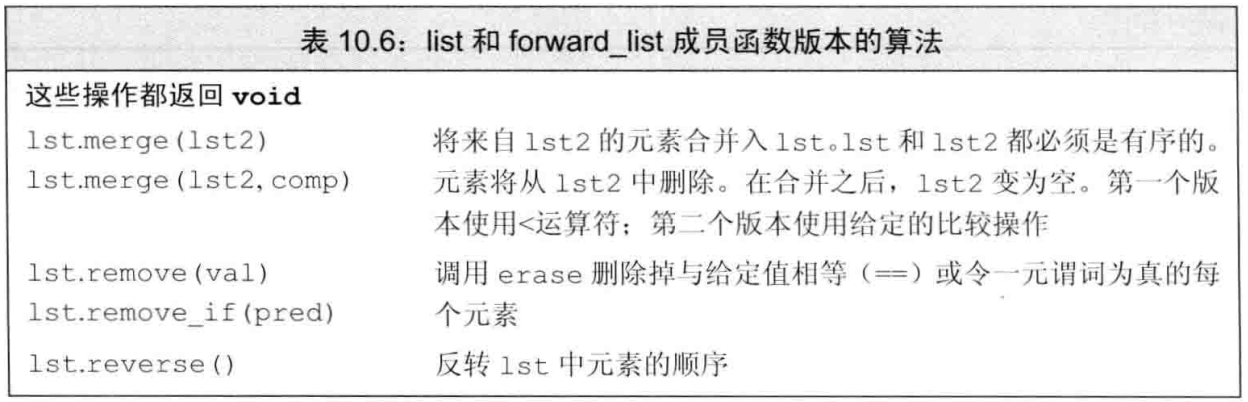 表 10.6：list 和 forward_list 成员函数版本的算法
这些操作都返回 void
lst.merge(lst2) 将来自 lst2 的元素合并入 lst。lst 和 lst2 都必须是有序的。
lst.merge(lst2,comp) 元素将从 lst2 中删除。在合并之后，lst2 变为空。第一个版
本使用<运算符；第二个版本使用给定的比较操作
lst.remove(val) 调用 erase 删除掉与给定值相等（==）或令一元谓词为真的每
lst.remove_if(pred) 个元素
lst.reverse() 反转 lst 中元素的顺序